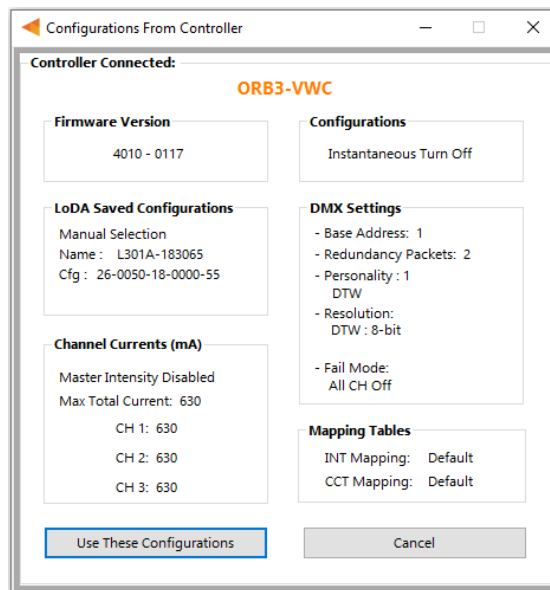 Configurations From Controller
Controller Connected:
ORB3-VWC
Firmware Version
4010 - 0117
Configurations
Instantaneous Turn Off
LoDA Saved Configurations
Manual Selection
Name : L301A-183065
Cfg : 26-0050-18-0000-55
DMX Settings
- Base Address: 1
- Redundancy Packets: 2
- Personality : 1
DTW
- Resolution:
DTW : 8-bit
- Fail Mode:
All CH Off
Channel Currents (mA)
Master Intensity Disabled
Max Total Current: 630
CH 1: 630
CH 2: 630
CH 3: 630
Mapping Tables
INT Mapping: Default
CCT Mapping: Default
Use These Configurations
Cancel